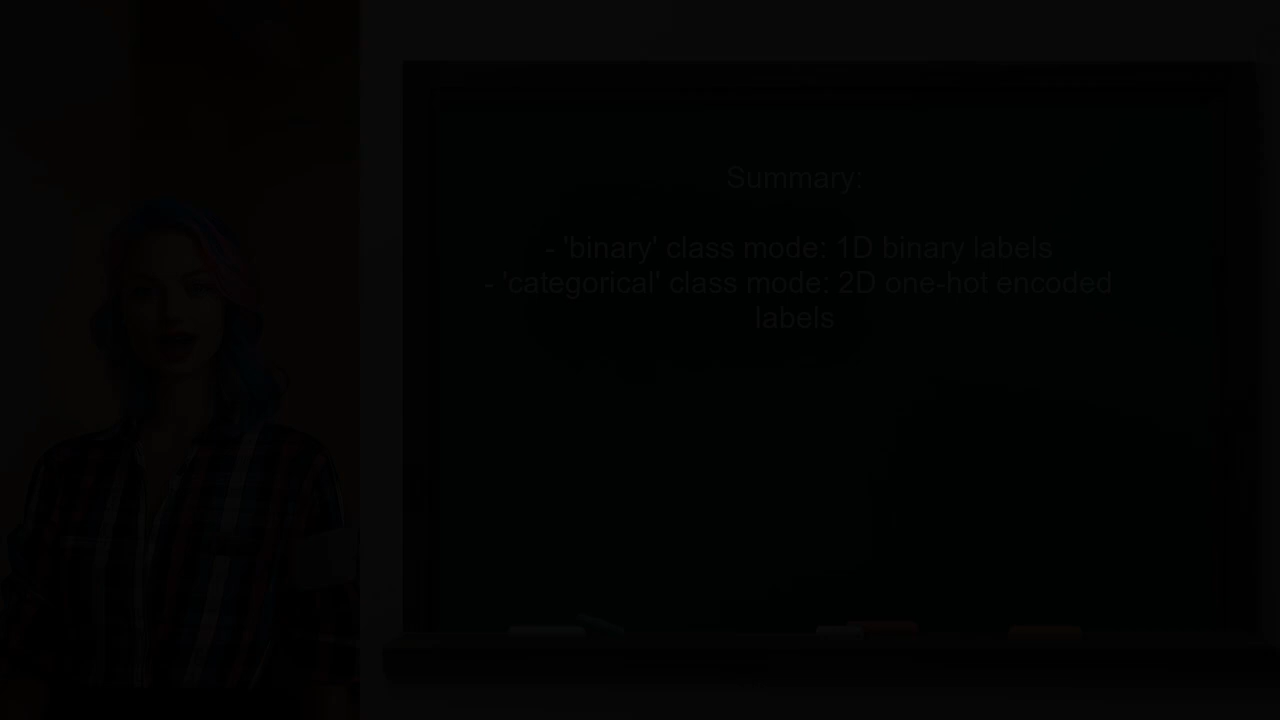 Summary:
- 'binary' class mode: 1D binary labels
- 'categorical' class mode: 2D one-hot encoded
labels